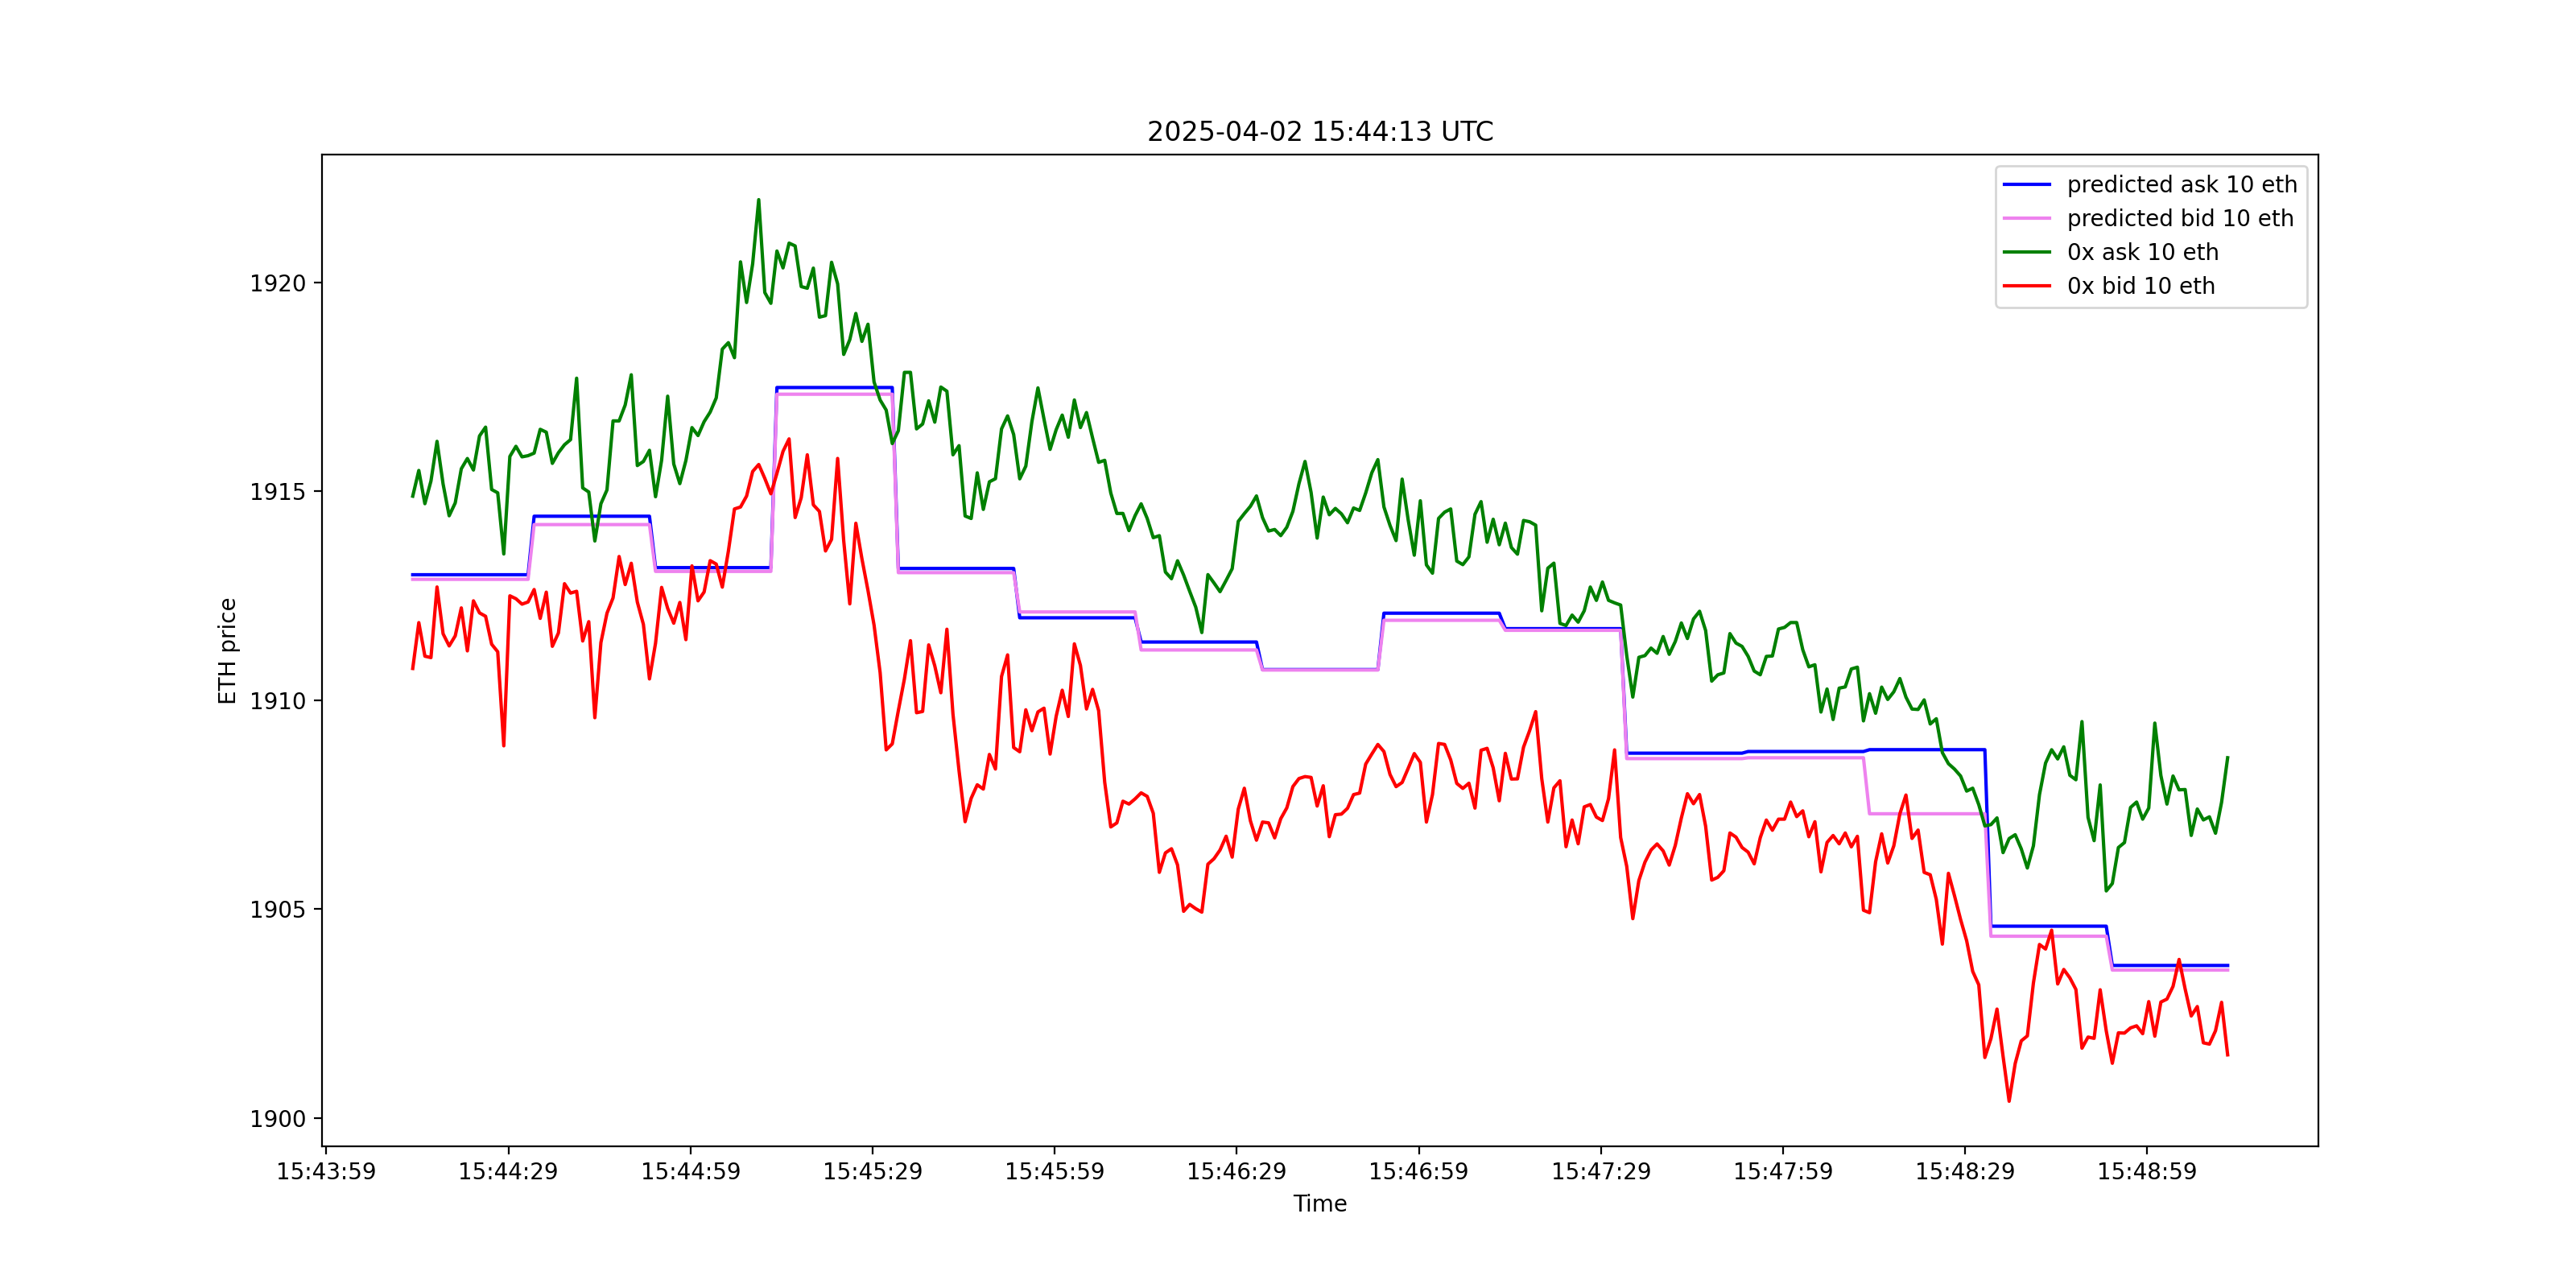 2025-04-02 15:44:13 UTC
predicted ask 10 eth
predicted bid 10 eth
0x ask 10 eth
0x bid 10 eth
ETH price
1920
1915
1910
1905
1900
15:43:59 15:44:29 15:44:59 15:45:29 15:45:59 15:46:29 15:46:59 15:47:29 15:47:59 15:48:29 15:48:59
Time